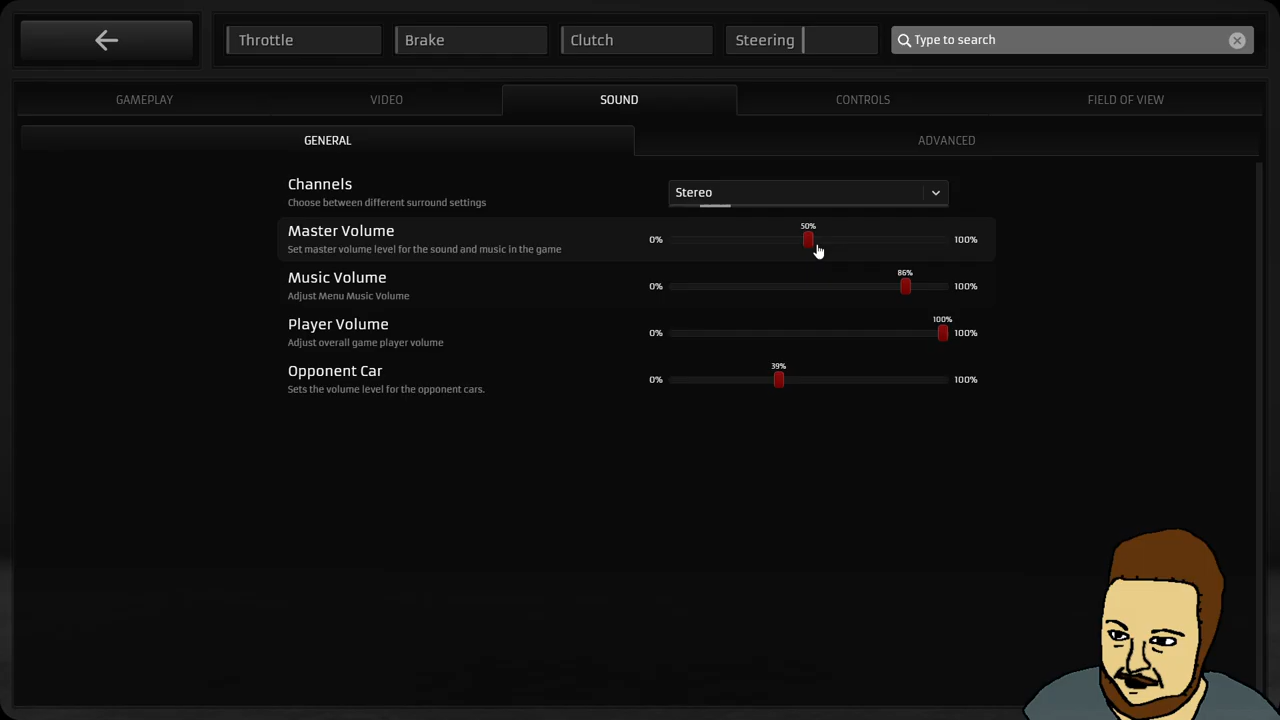 Throttle
Brake
Clutch
Steering
Type to search
GAMEPLAY
VIDEO
SOUND
CONTROLS
FIELD OF VIEW
GENERAL
ADVANCED
Channels
Choose between different surround settings
Stereo
Master Volume
Set master volume level for the sound and music in the game
0%
50%
100%
Music Volume
Adjust Menu Music Volume
0%
86%
100%
Player Volume
Adjust overall game player volume
0%
100%
100%
Opponent Car
Sets the volume level for the opponent cars.
0%
39%
100%